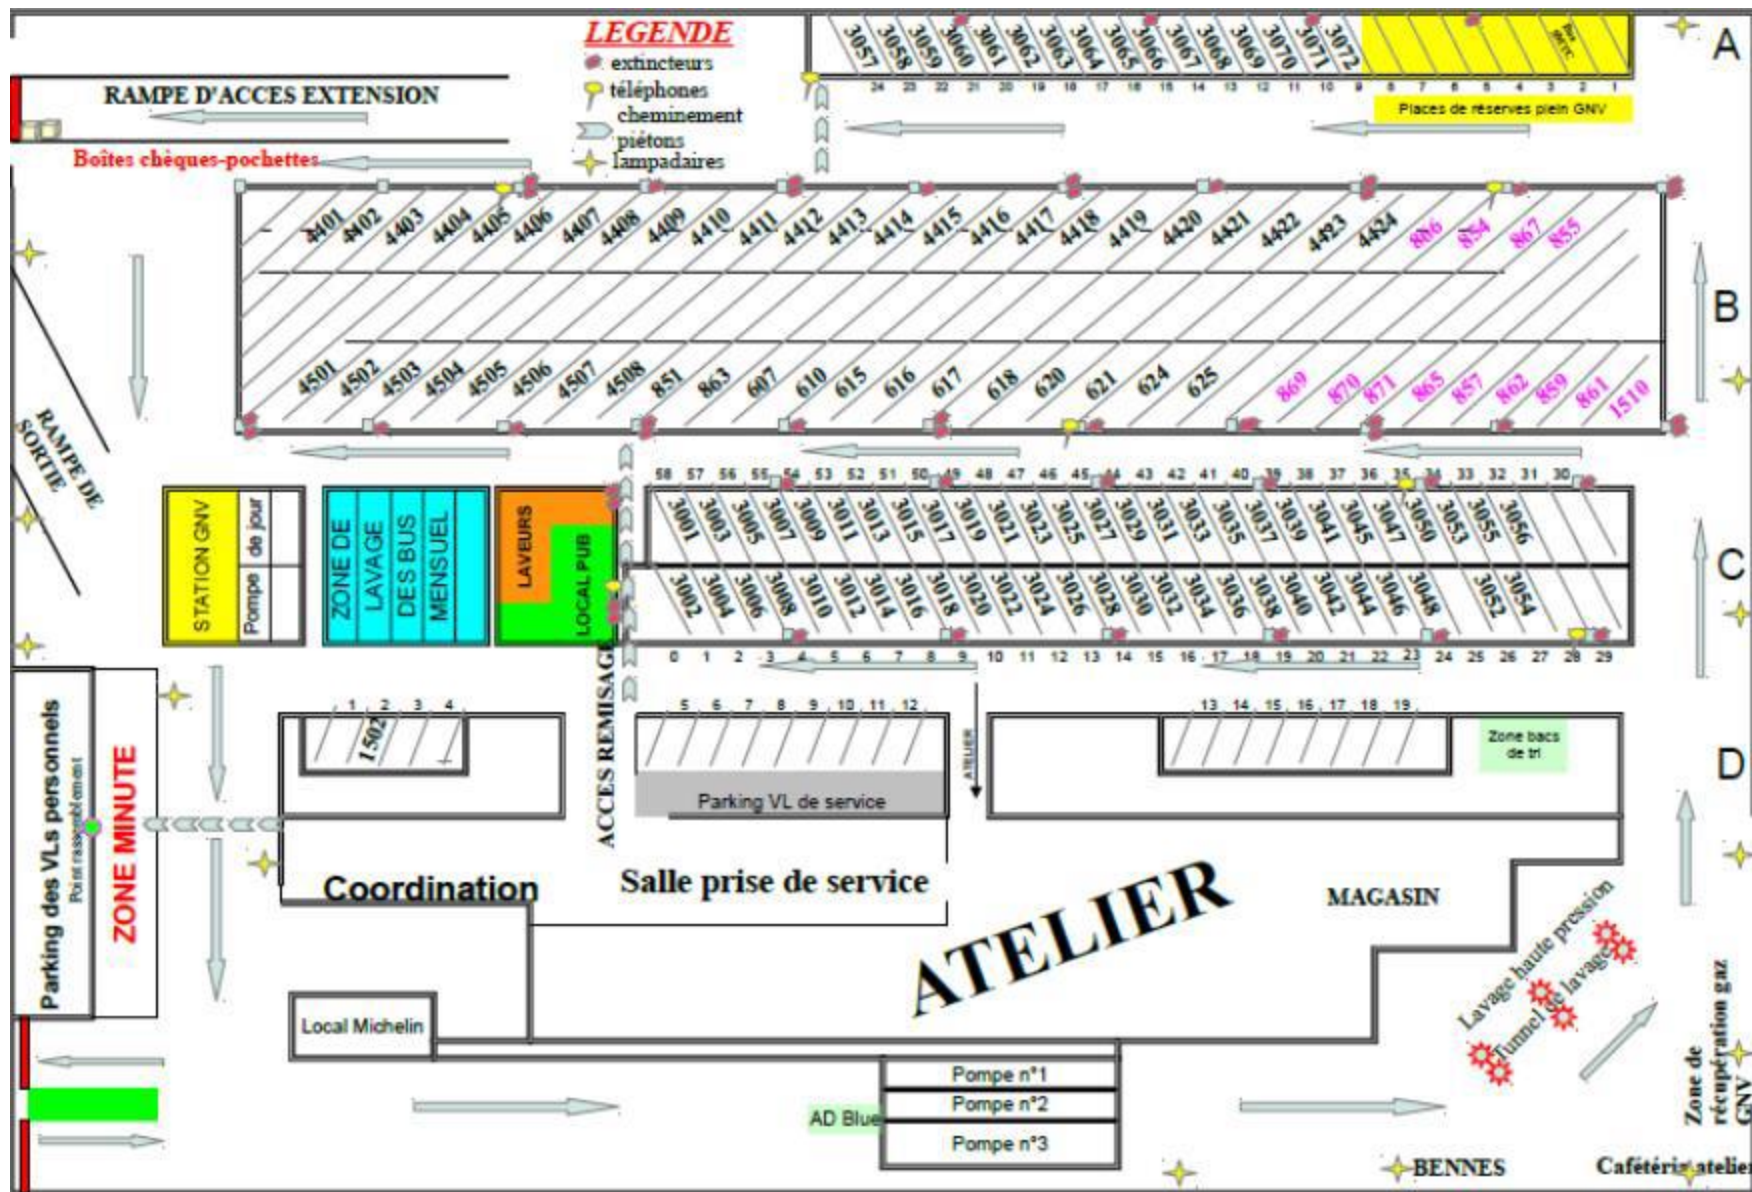 LEGENDE
extincteurs
téléphones
cheminement
piétons
lampadaires
RAMPE D'ACCES EXTENSION
Boîtes chèques-pochettes
3057 3058 3059 3060 3061 3062 3063 3064 3065 3066 3067 3068 3069 3070 3071 3072
24 23 22 21 20 19 18 17 16 15 14 13 12 11 10 9 8 7 6 5 4 3 2 1
Places de réserves plein GNV
A
4401 4402 4403 4404 4405 4406 4407 4408 4409 4410 4411 4412 4413 4414 4415 4416 4417 4418 4419 4420 4421 4422 4423 4424 866 854 867 855
B
4501 4502 4503 4504 4505 4506 4507 4508 851 863 607 610 615 616 617 618 620 621 624 625 869 870 871 865 857 862 859 861 1510
RAMPE DE
SORTIE
58 57 56 55 54 53 52 51 50 49 48 47 46 45 44 43 42 41 40 39 38 37 36 35 34 33 32 31 30
STATION GNV
Pompe de jour
ZONE DE
LAVAGE
DES BUS
MENSUEL
LAVEURS
LOCAL PUB
3001 3003 3005 3007 3009 3011 3013 3015 3017 3019 3021 3023 3025 3027 3029 3031 3033 3035 3037 3039 3041 3045 3047 3050 3053 3055 3056
C
3002 3004 3006 3008 3010 3012 3014 3016 3018 3020 3022 3024 3026 3028 3030 3032 3034 3036 3038 3040 3042 3044 3046 3048 3052 3054
0 1 2 3 4 5 6 7 8 9 10 11 12 13 14 15 16 17 18 19 20 21 22 23 24 25 26 27 28 29
ACCES REMISAGE
1 2 3 4
1502
5 6 7 8 9 10 11 12
Parking VL de service
ATELIER
13 14 15 16 17 18 19
Zone bacs
de tri
D
Parking des VLs personnels
Point rassemblement
ZONE MINUTE
Coordination
Salle prise de service
ATELIER
MAGASIN
Lavage haute pression
Tunnel de lavage
Zone de
récupération gaz
GNV
Local Michelin
Pompe n°1
Pompe n°2
Pompe n°3
AD Blue
BENNES
Cafétéria atelier